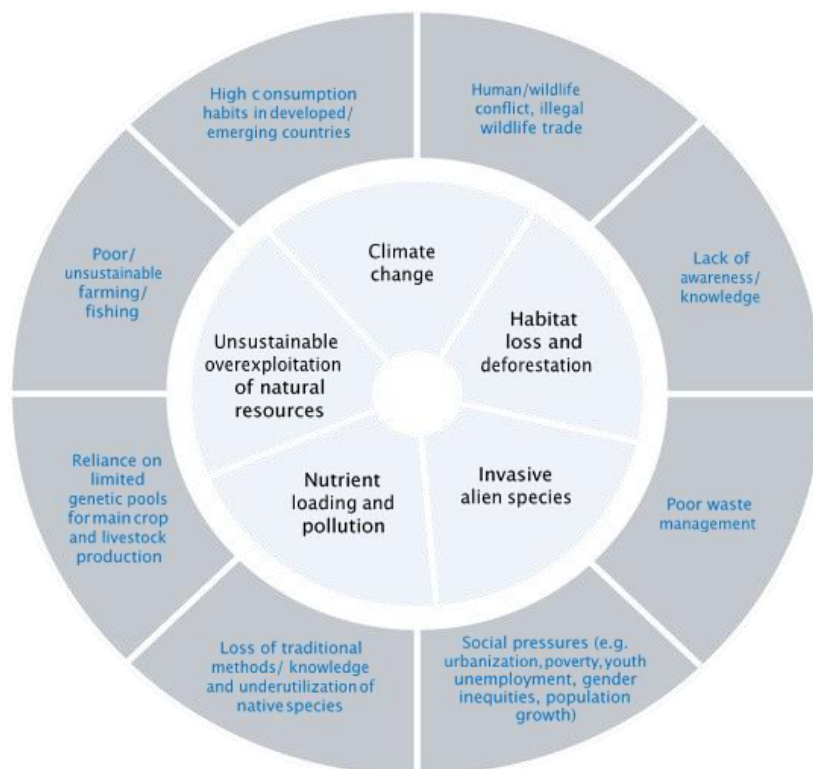 High consumption
habits in developed/
emerging countries
Human/wildlife
conflict, illegal
wildlife trade
Lack of
awareness/
knowledge
Poor waste
management
Social pressures (e.g.
urbanization, poverty, youth
unemployment, gender
inequities, population
growth)
Loss of traditional
methods/ knowledge
and underutilization of
native species
Reliance on
limited
genetic pools
for main crop
and livestock
production
Poor/
unsustainable
farming/
fishing
Climate
change
Habitat
loss and
deforestation
Invasive
alien species
Nutrient
loading and
pollution
Unsustainable
overexploitation
of natural
resources